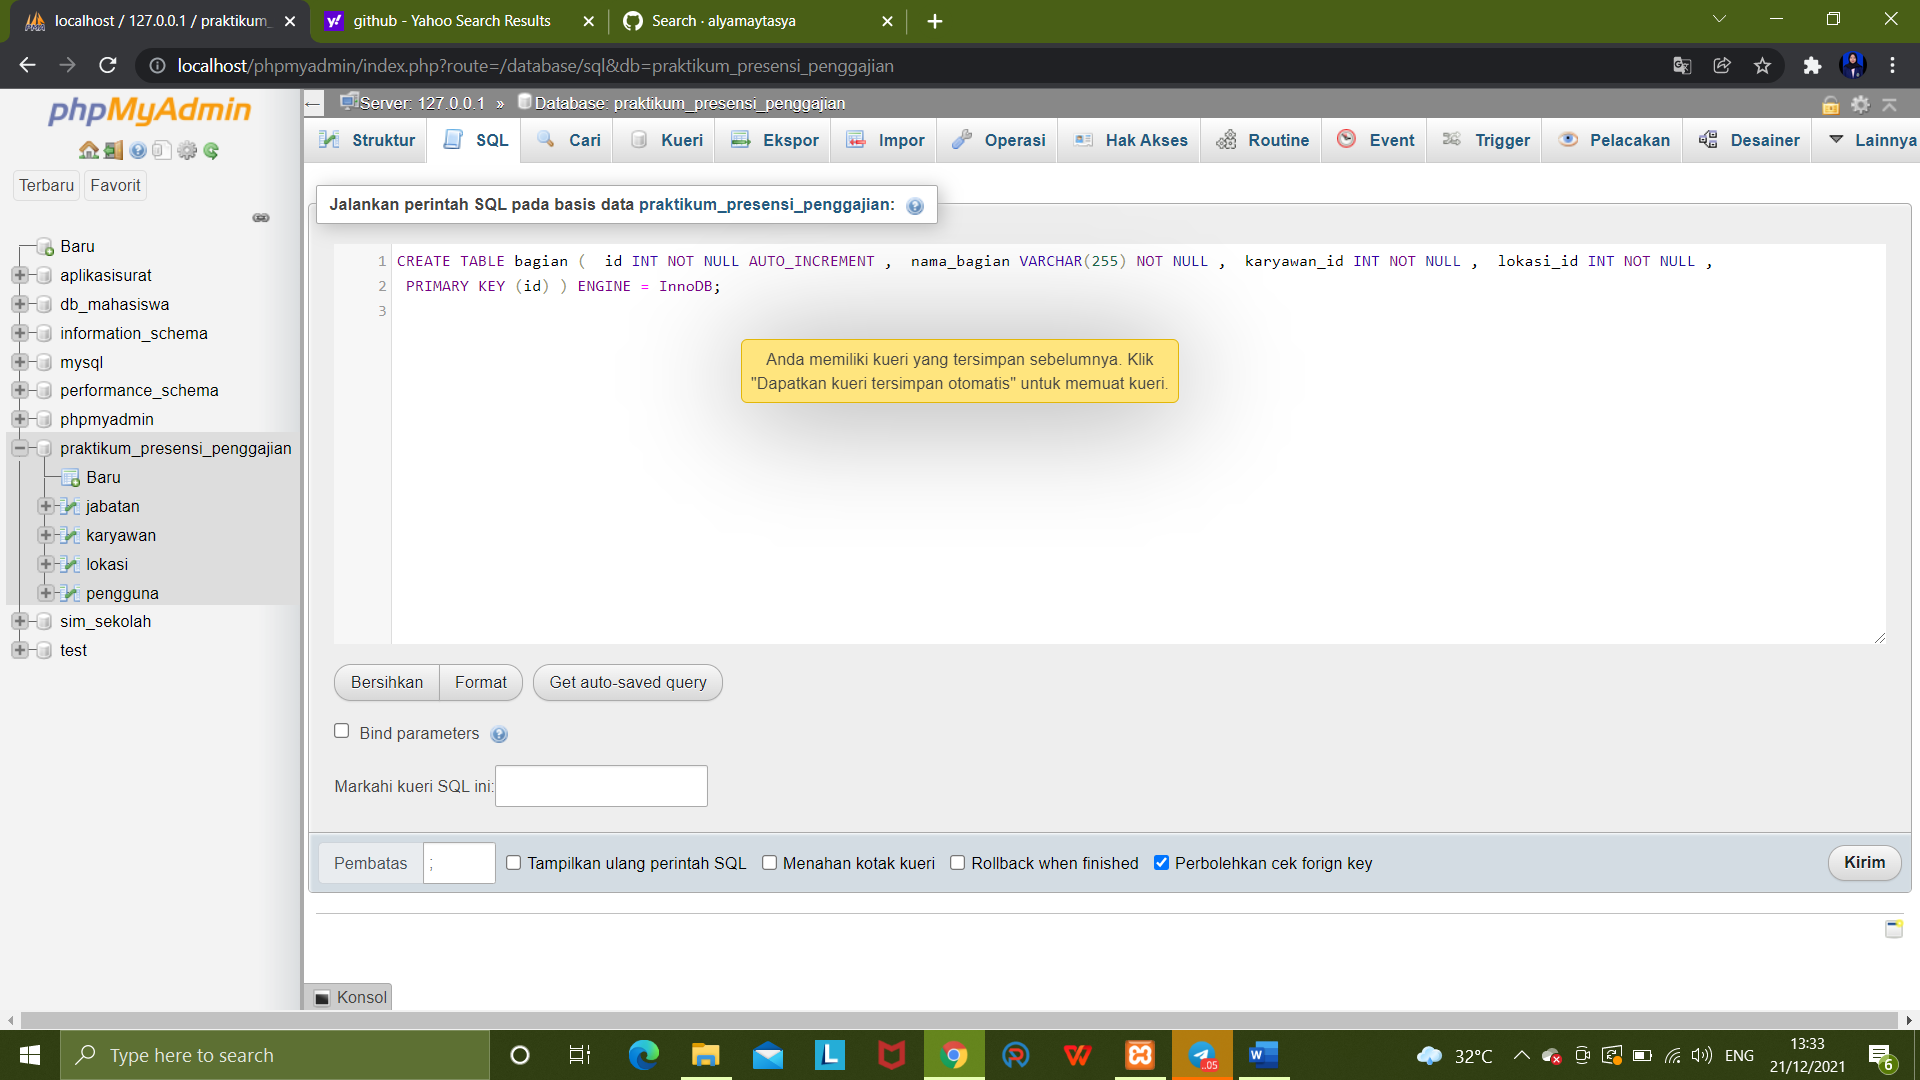 localhost / 127.0.0.1 / praktikum_
github - Yahoo Search Results
Search · alyamaytasya
localhost/phpmyadmin/index.php?route=/database/sql&db=praktikum_presensi_penggajian
phpMyAdmin
Terbaru
Favorit
Baru
aplikasisurat
db_mahasiswa
information_schema
mysql
performance_schema
phpmyadmin
praktikum_presensi_penggajian
Baru
jabatan
karyawan
lokasi
pengguna
sim_sekolah
test
Server: 127.0.0.1 » Database: praktikum_presensi_penggajian
Struktur
SQL
Cari
Kueri
Ekspor
Impor
Operasi
Hak Akses
Routine
Event
Trigger
Pelacakan
Desainer
Lainnya
Jalankan perintah SQL pada basis data praktikum_presensi_penggajian:
1 CREATE TABLE bagian (  id INT NOT NULL AUTO_INCREMENT ,  nama_bagian VARCHAR(255) NOT NULL ,  karyawan_id INT NOT NULL ,  lokasi_id INT NOT NULL ,
2  PRIMARY KEY (id) ) ENGINE = InnoDB;
3
Anda memiliki kueri yang tersimpan sebelumnya. Klik
"Dapatkan kueri tersimpan otomatis" untuk memuat kueri.
Bersihkan
Format
Get auto-saved query
Bind parameters
Markahi kueri SQL ini:
Pembatas
;
Tampilkan ulang perintah SQL
Menahan kotak kueri
Rollback when finished
Perbolehkan cek forign key
Kirim
Konsol
Type here to search
L
W
..05
W
32°C
ENG
13:33
21/12/2021
6